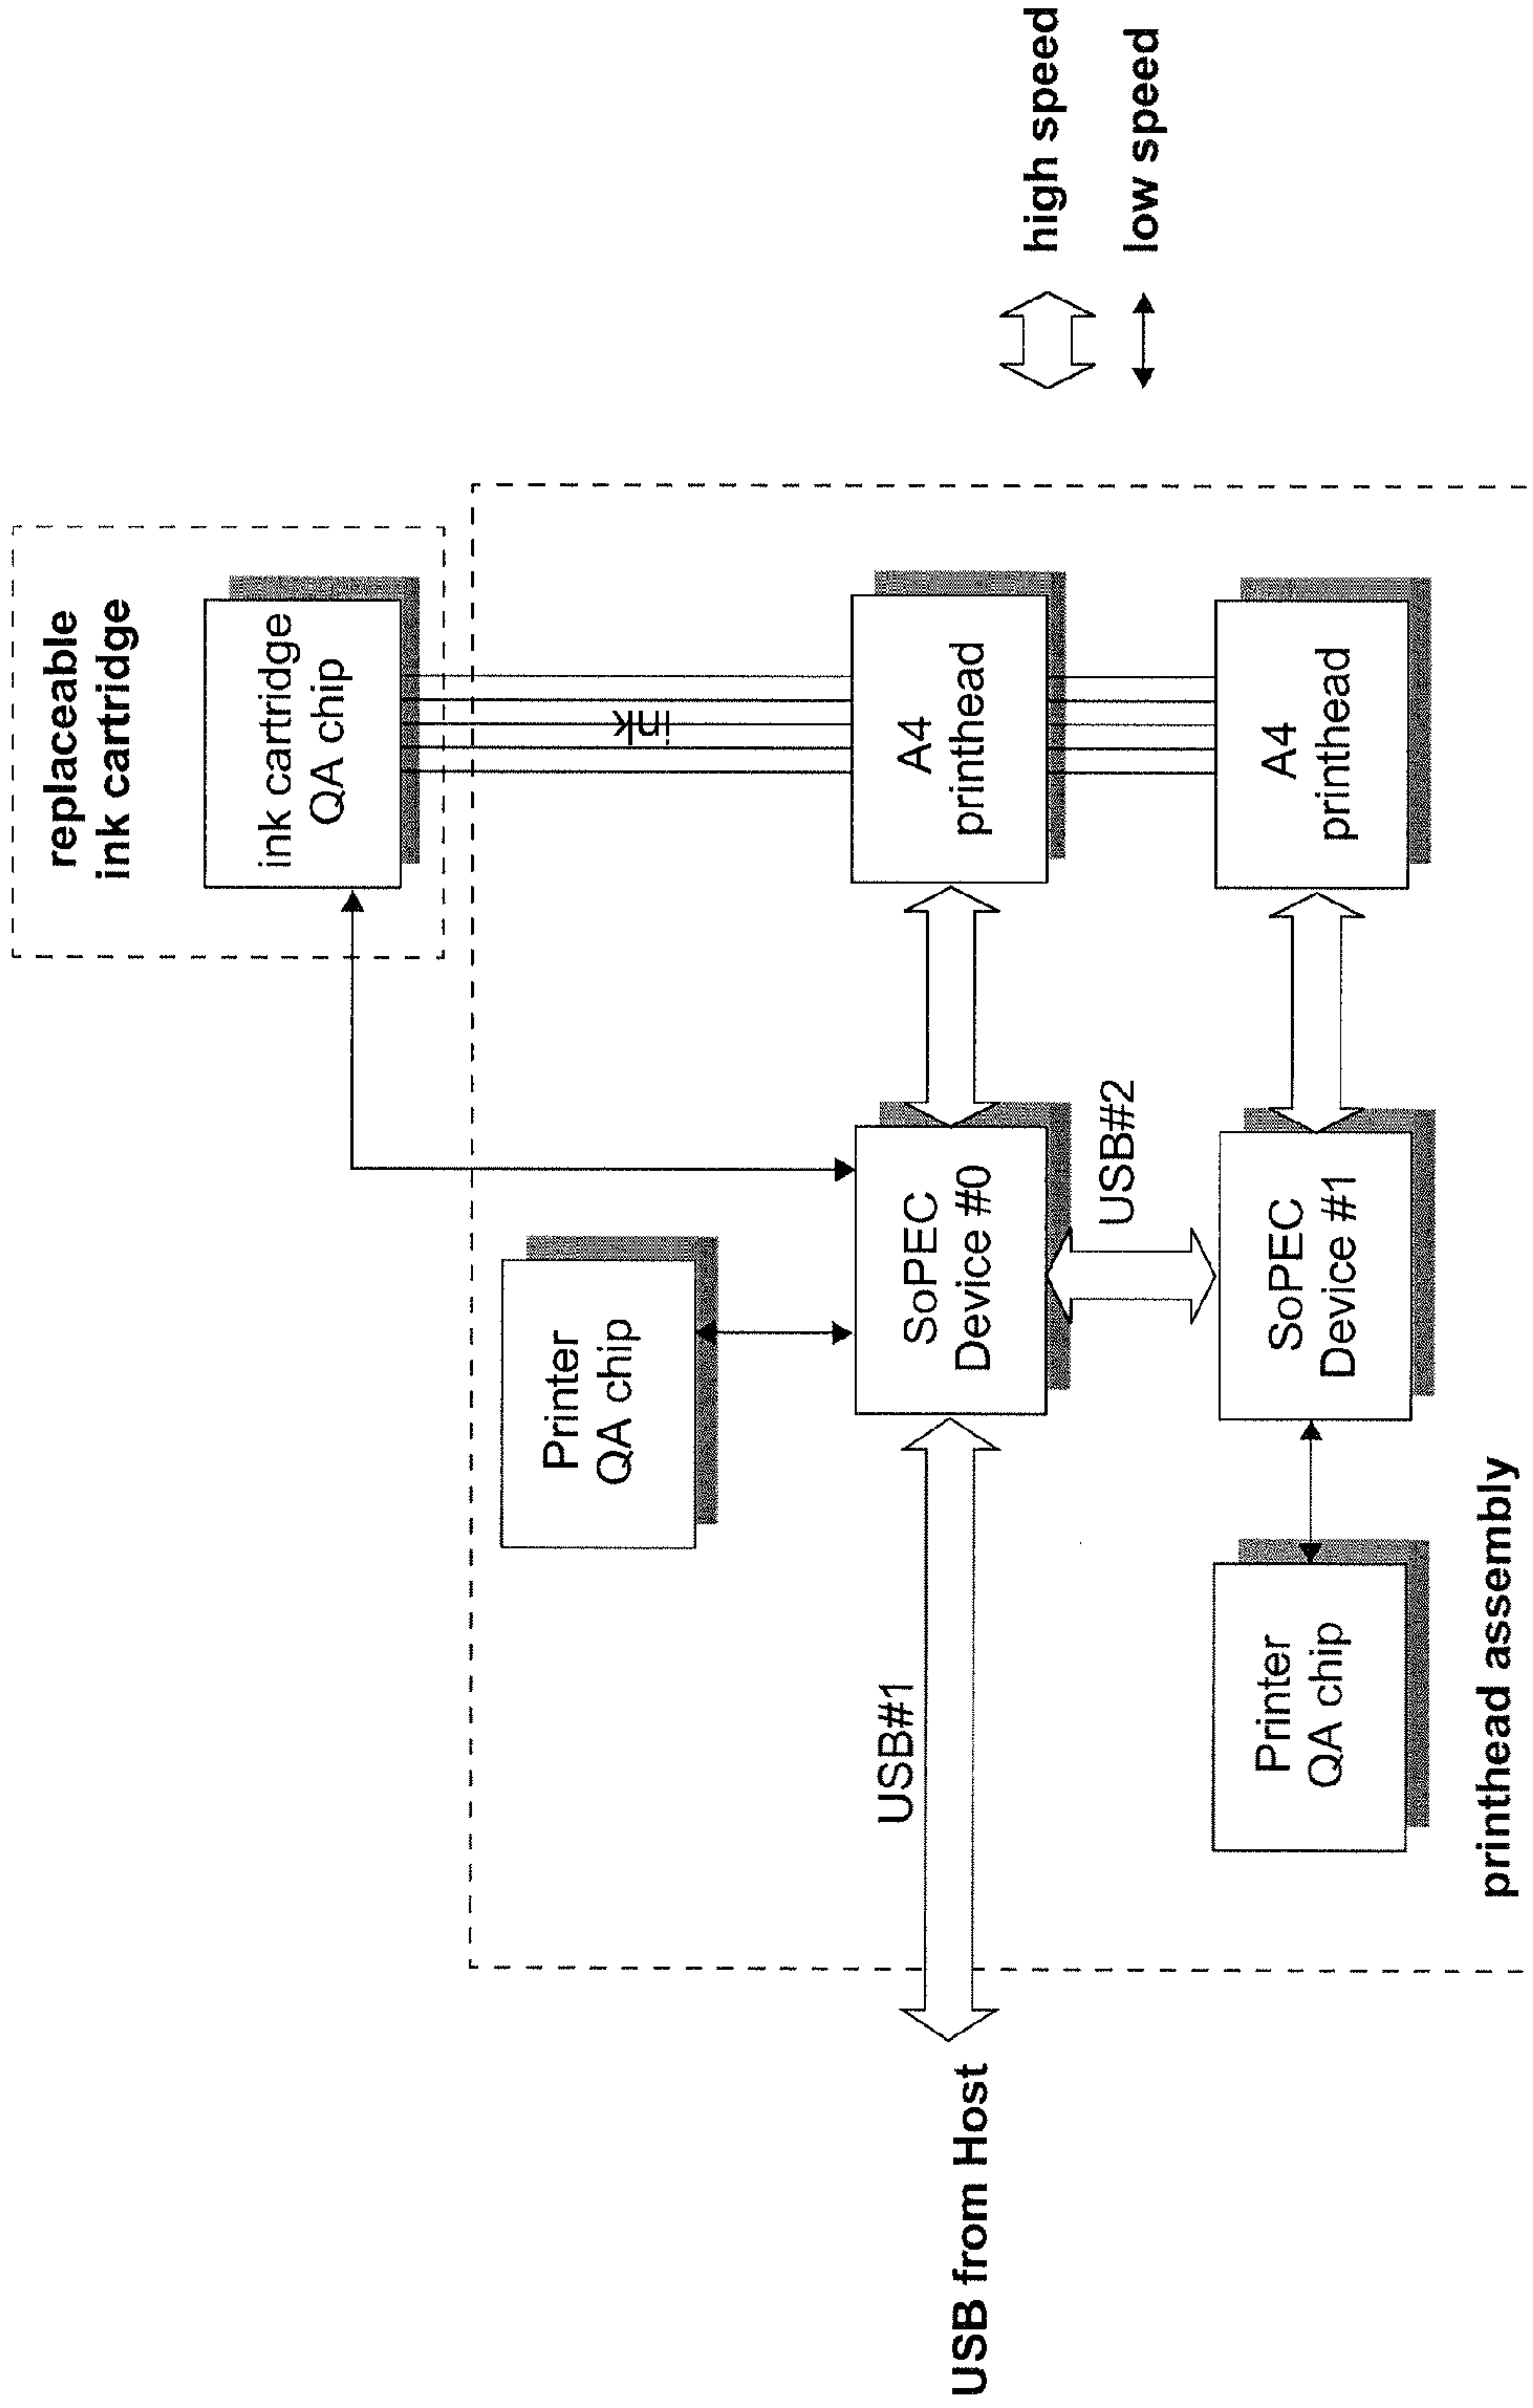 replaceable
ink cartridge
ink cartridge
QA chip
ink
Printer
QA chip
USB#1
SoPEC
Device #0
A4
printhead
USB#2
USB from Host
Printer
QA chip
SoPEC
Device #1
A4
printhead
printhead assembly
high speed
low speed